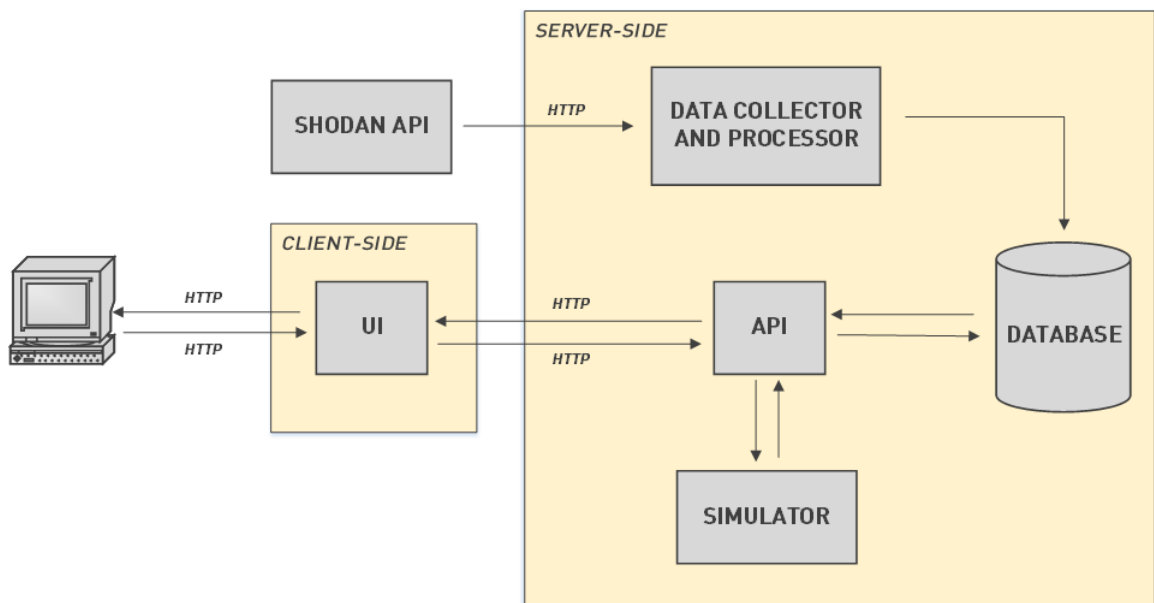 SERVER-SIDE
SHODAN API
HTTP
DATA COLLECTOR
AND PROCESSOR
CLIENT-SIDE
HTTP
HTTP
UI
HTTP
HTTP
API
DATABASE
SIMULATOR